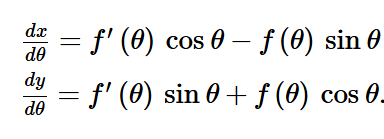 dx/dθ = f′ (θ) cos θ − f (θ) sin θ
dy/dθ = f′ (θ) sin θ + f (θ) cos θ.